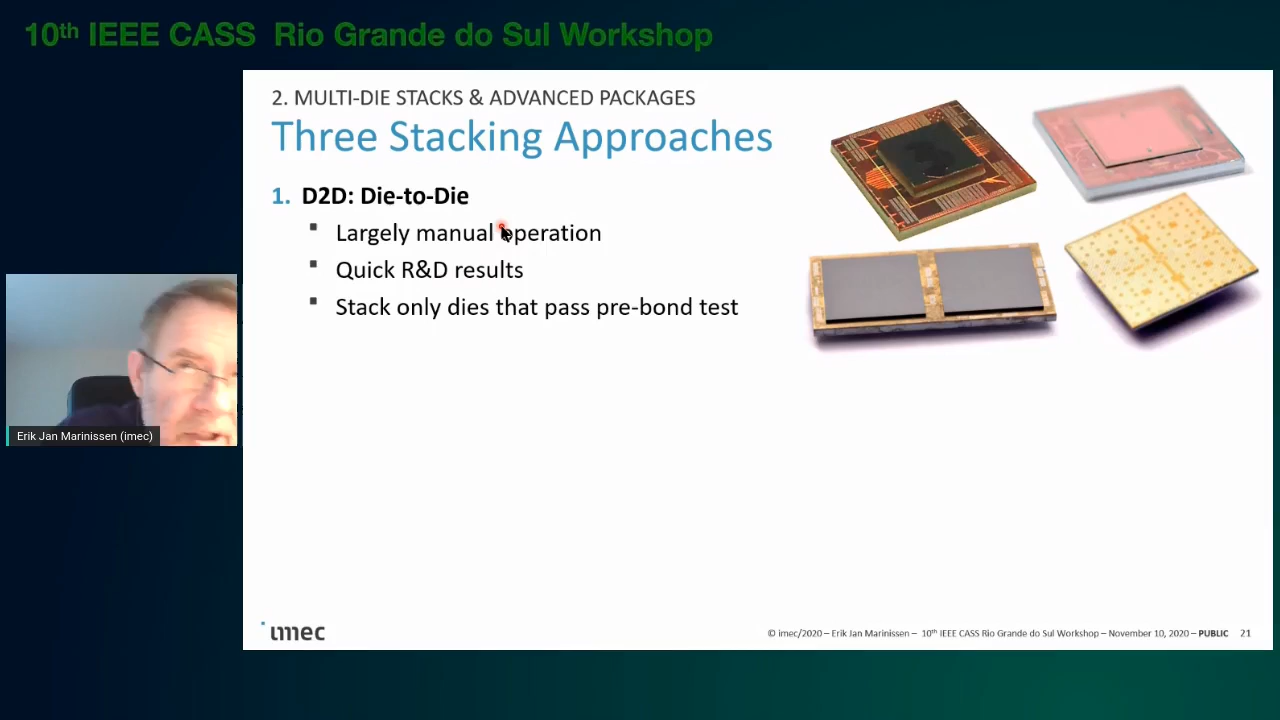 10th IEEE CASS Rio Grande do Sul Workshop
2. MULTI-DIE STACKS & ADVANCED PACKAGES
Three Stacking Approaches
1. D2D: Die-to-Die
▪ Largely manual operation
▪ Quick R&D results
▪ Stack only dies that pass pre-bond test
Erik Jan Marinissen (imec)
imec
© imec/2020 – Erik Jan Marinissen – 10th IEEE CASS Rio Grande do Sul Workshop – November 10, 2020 – PUBLIC 21